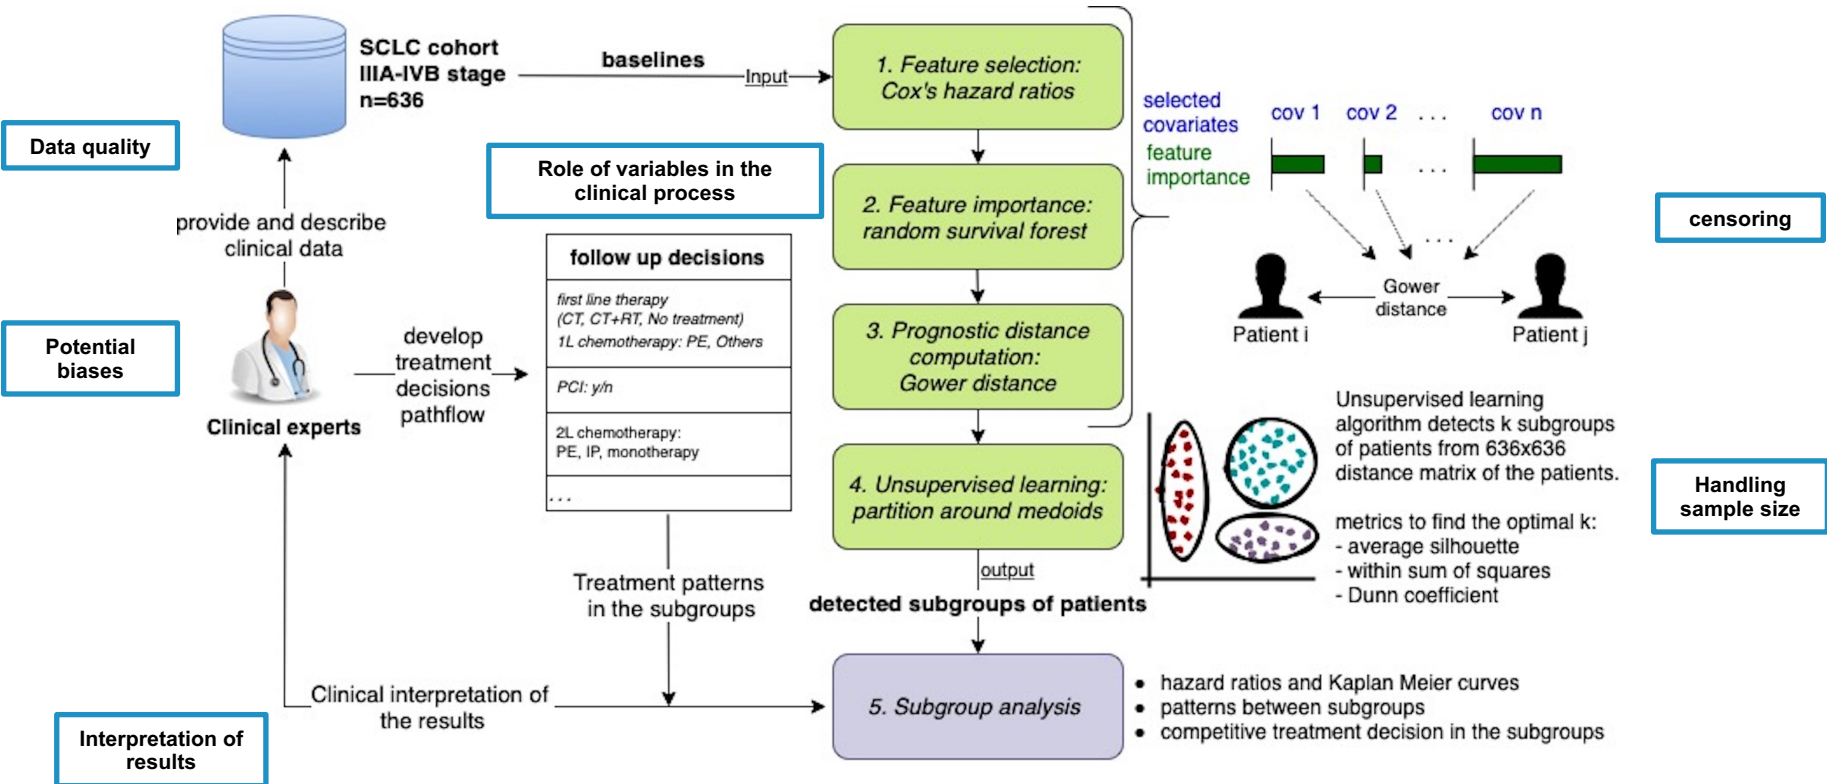 SCLC cohort
IIIA-IVB stage
n=636
baselines
Input
1. Feature selection:
Cox's hazard ratios
selected
covariates
cov 1 cov 2 . . . cov n
feature
importance
. . .
Data quality
Role of variables in the
clinical process
2. Feature importance:
random survival forest
censoring
provide and describe
clinical data
. . .
Gower
distance
Patient i
Patient j
follow up decisions
first line therapy
(CT, CT+RT, No treatment)
1L chemotherapy: PE, Others
PCI: y/n
2L chemotherapy:
PE, IP, monotherapy
. . .
Potential
biases
develop
treatment
decisions
pathflow
Clinical experts
3. Prognostic distance
computation:
Gower distance
Unsupervised learning
algorithm detects k subgroups
of patients from 636x636
distance matrix of the patients.
metrics to find the optimal k:
- average silhouette
- within sum of squares
- Dunn coefficient
Handling
sample size
4. Unsupervised learning:
partition around medoids
output
detected subgroups of patients
Treatment patterns
in the subgroups
Clinical interpretation of
the results
5. Subgroup analysis
• hazard ratios and Kaplan Meier curves
• patterns between subgroups
• competitive treatment decision in the subgroups
Interpretation of
results